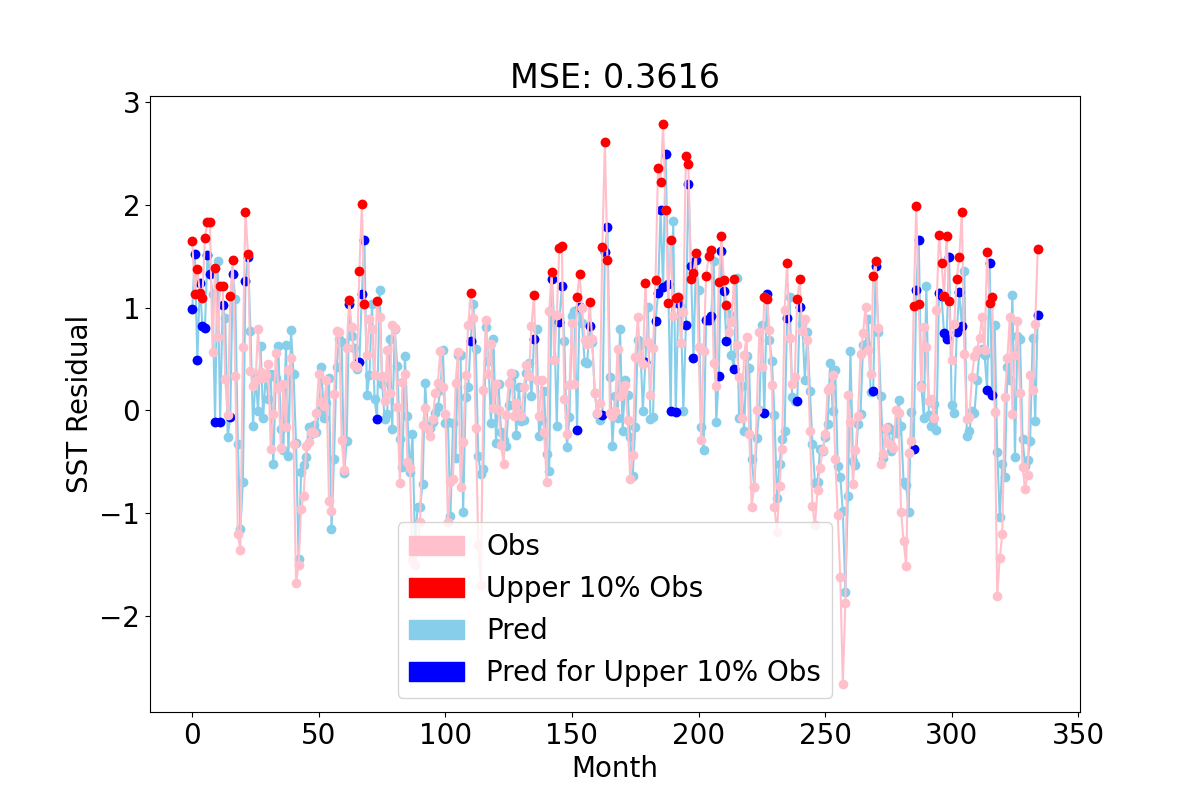 MSE: 0.3616
3
2
1
0
−1
−2
SST Residual
Obs
Upper 10% Obs
Pred
Pred for Upper 10% Obs
0 50 100 150 200 250 300 350
Month